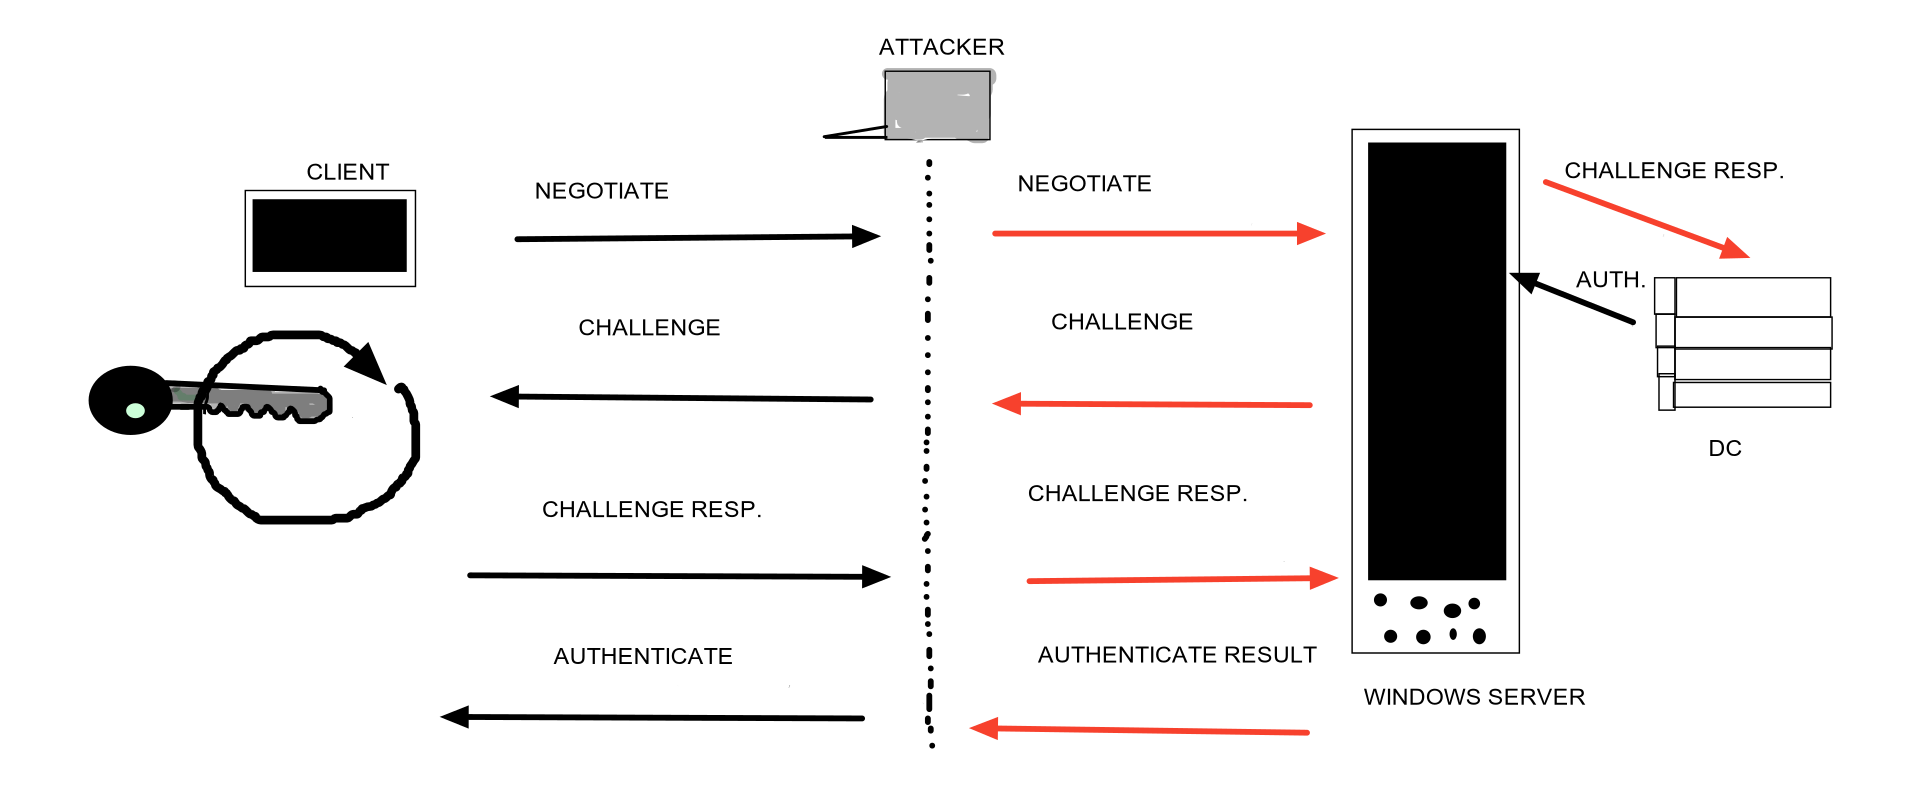 ATTACKER
CLIENT
NEGOTIATE
NEGOTIATE
CHALLENGE RESP.
AUTH.
CHALLENGE
CHALLENGE
DC
CHALLENGE RESP.
CHALLENGE RESP.
AUTHENTICATE
AUTHENTICATE RESULT
WINDOWS SERVER